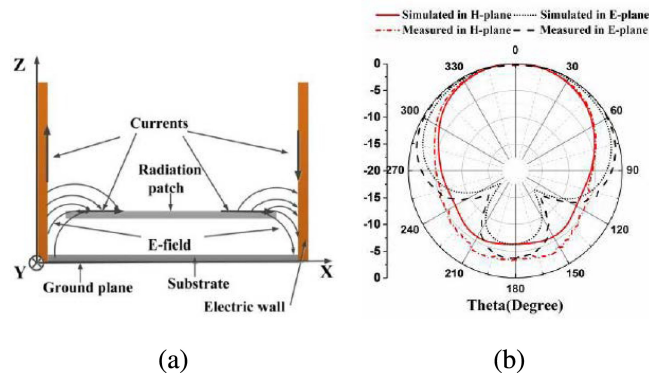 Z
Currents
Radiation
patch
E-field
Y
X
Ground plane
Substrate
Electric wall
(a)
Simulated in H-plane
Simulated in E-plane
Measured in H-plane
Measured in E-plane
0
330
30
300
60
270
90
240
120
210
150
180
0
-5
-10
-15
-20
-15
-10
-5
0
Theta(Degree)
(b)